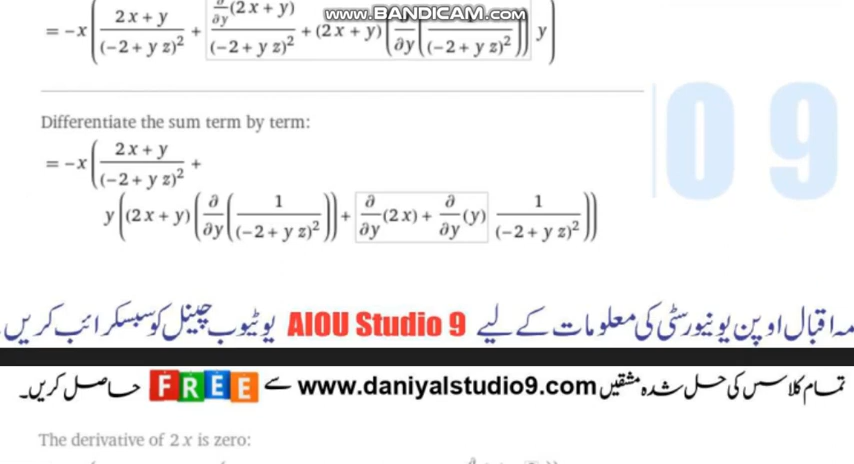 www.BANDICAM.com
= −x( (2x + y)/(−2 + y z)² + (∂/∂y(2x + y))/(−2 + y z)² + (2x + y)(∂/∂y( /(−2 + y z)²)) y)
Differentiate the sum term by term:
= −x( (2x + y)/(−2 + y z)² +
y((2x + y)(∂/∂y(1/(−2 + y z)²)) + ∂/∂y(2x) + ∂/∂y(y) 1/(−2 + y z)²))
09
اقبال اوپن یونیورسٹی کی معلومات کے لیے AIOU Studio 9 یوٹیوب چینل کو سبسکرائب کریں
تمام کلاسس کی حل شدہ مشقیں www.daniyalstudio9.com سے FREE حاصل کریں۔
The derivative of 2x is zero: